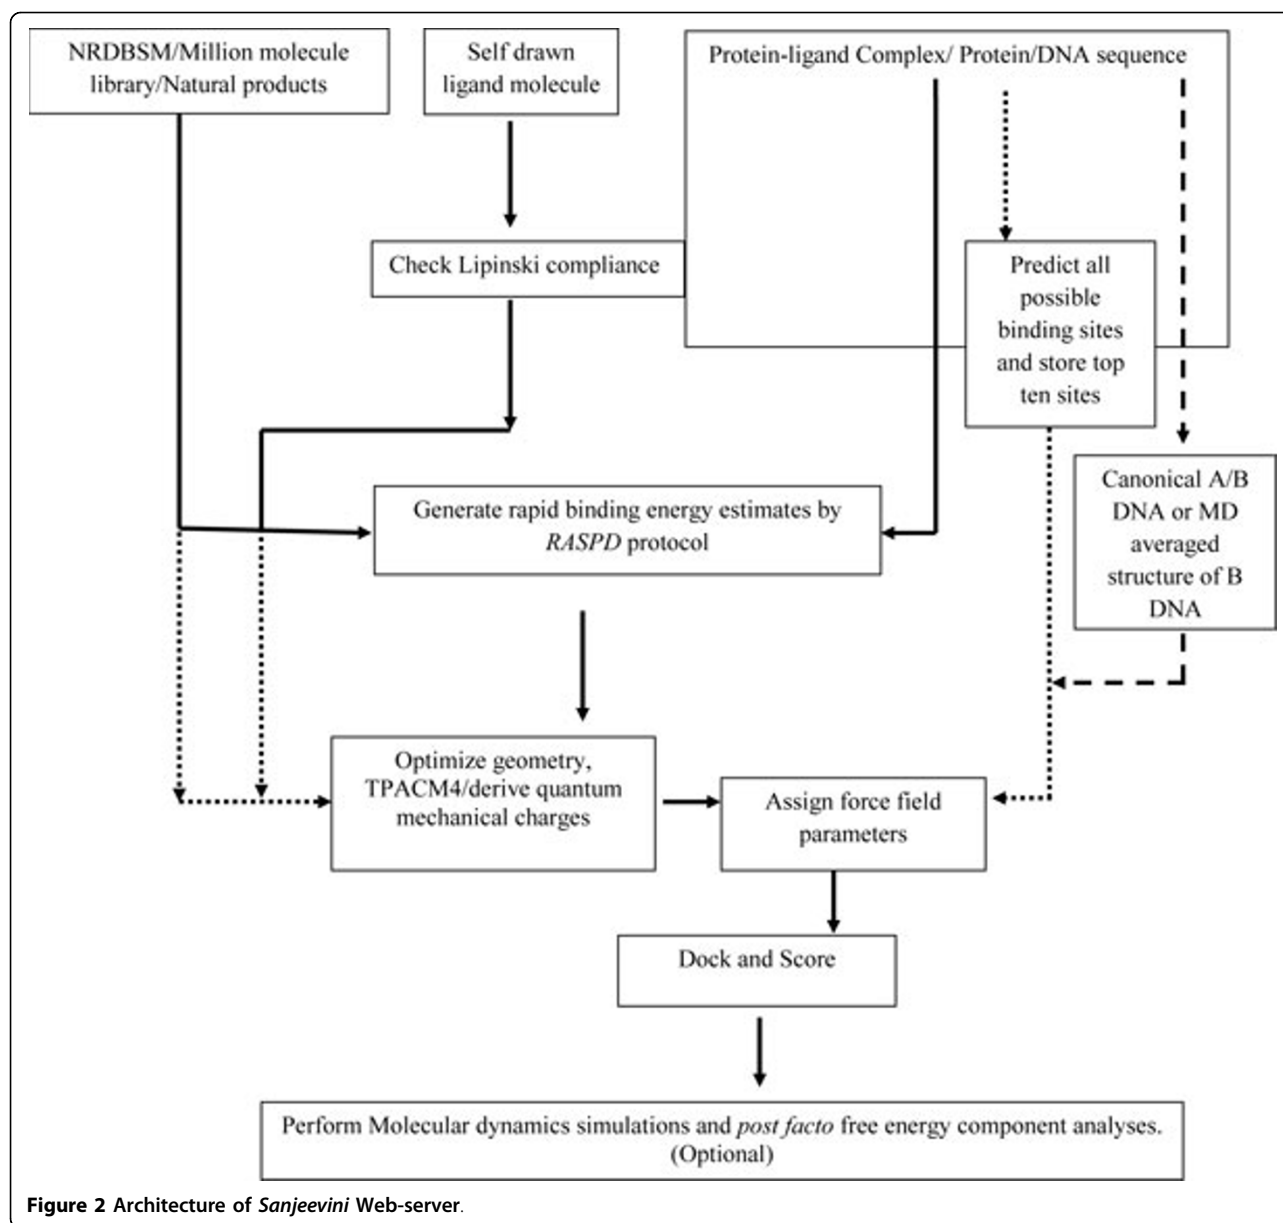 NRDBSM/Million molecule
library/Natural products
Self drawn
ligand molecule
Protein-ligand Complex/ Protein/DNA sequence
Check Lipinski compliance
Predict all
possible
binding sites
and store top
ten sites
Canonical A/B
DNA or MD
averaged
structure of B
DNA
Generate rapid binding energy estimates by
RASPD protocol
Optimize geometry,
TPACM4/derive quantum
mechanical charges
Assign force field
parameters
Dock and Score
Perform Molecular dynamics simulations and post facto free energy component analyses.
(Optional)
Figure 2 Architecture of Sanjeevini Web-server.